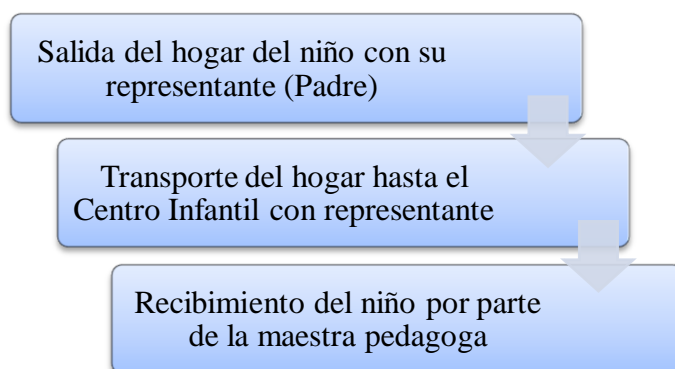 Salida del hogar del niño con su
representante (Padre)
Transporte del hogar hasta el
Centro Infantil con representante
Recibimiento del niño por parte
de la maestra pedagoga